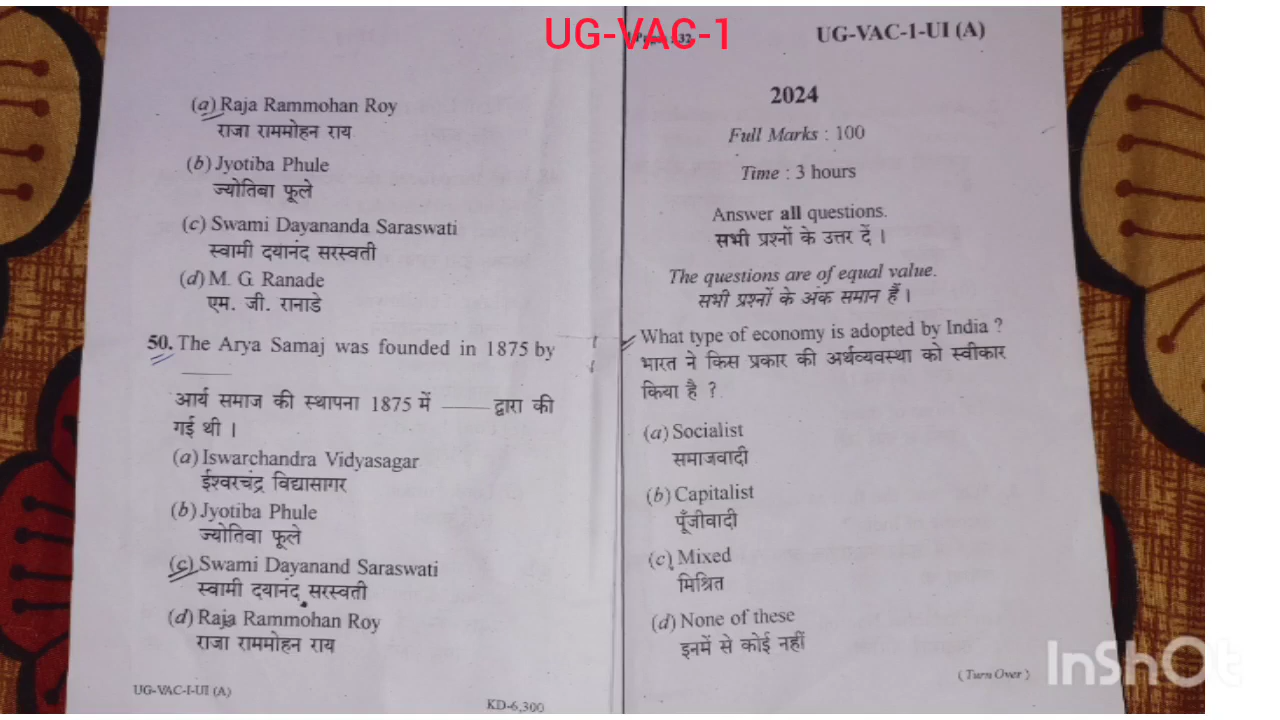 UG-VAC-1
(a) Raja Rammohan Roy
राजा राममोहन राय
(b) Jyotiba Phule
ज्योतिबा फूले
(c) Swami Dayananda Saraswati
स्वामी दयानंद सरस्वती
(d) M. G. Ranade
एम. जी. रानाडे
50. The Arya Samaj was founded in 1875 by
____
आर्य समाज की स्थापना 1875 में ____ द्वारा की
गई थी ।
(a) Iswarchandra Vidyasagar
ईश्वरचंद्र विद्यासागर
(b) Jyotiba Phule
ज्योतिबा फूले
(c) Swami Dayanand Saraswati
स्वामी दयानंद सरस्वती
(d) Raja Rammohan Roy
राजा राममोहन राय
UG-VAC-1-UI (A)
KD-6,300
32
UG-VAC-1-UI (A)
2024
Full Marks : 100
Time : 3 hours
Answer all questions.
सभी प्रश्नों के उत्तर दें ।
The questions are of equal value.
सभी प्रश्नों के अंक समान हैं ।
What type of economy is adopted by India ?
भारत ने किस प्रकार की अर्थव्यवस्था को स्वीकार
किया है ?
(a) Socialist
समाजवादी
(b) Capitalist
पूँजीवादी
(c) Mixed
मिश्रित
(d) None of these
इनमें से कोई नहीं
(Turn Over)
InShOt